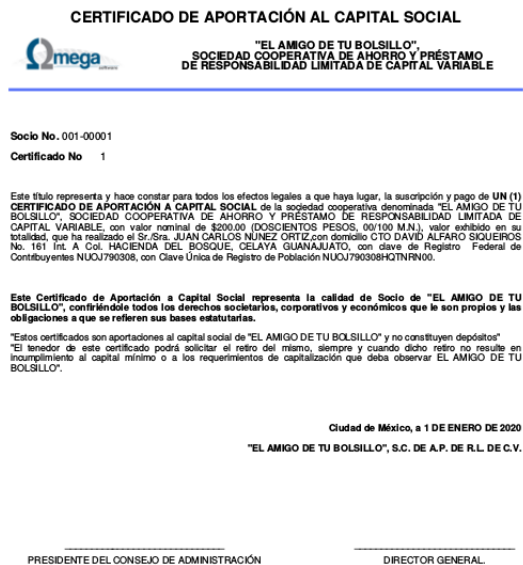 CERTIFICADO DE APORTACIÓN AL CAPITAL SOCIAL
Omega
software
"EL AMIGO DE TU BOLSILLO",
SOCIEDAD COOPERATIVA DE AHORRO Y PRÉSTAMO
DE RESPONSABILIDAD LIMITADA DE CAPITAL VARIABLE
Socio No. 001-00001
Certificado No 1
Este título representa y hace constar para todos los efectos legales a que haya lugar, la suscripción y pago de UN (1)
CERTIFICADO DE APORTACIÓN A CAPITAL SOCIAL de la sociedad cooperativa denominada "EL AMIGO DE TU
BOLSILLO", SOCIEDAD COOPERATIVA DE AHORRO Y PRÉSTAMO DE RESPONSABILIDAD LIMITADA DE
CAPITAL VARIABLE, con valor nominal de $200.00 (DOSCIENTOS PESOS, 00/100 M.N.), valor exhibido en su
totalidad, que ha realizado el Sr./Sra. JUAN CARLOS NUNEZ ORTIZ,con domicilio CTO DAVID ALFARO SIQUEIROS
No. 161 Int. A Col. HACIENDA DEL BOSQUE, CELAYA GUANAJUATO, con clave de Registro Federal de
Contribuyentes NUOJ790308, con Clave Única de Registro de Población NUOJ790308HQTNRN00.
Este Certificado de Aportación a Capital Social representa la calidad de Socio de "EL AMIGO DE TU
BOLSILLO", confiriéndole todos los derechos societarios, corporativos y económicos que le son propios y las
obligaciones a que se refieren sus bases estatutarias.
"Estos certificados son aportaciones al capital social de "EL AMIGO DE TU BOLSILLO" y no constituyen depósitos"
"El tenedor de este certificado podrá solicitar el retiro del mismo, siempre y cuando dicho retiro no resulte en
incumplimiento al capital mínimo o a los requerimientos de capitalización que deba observar EL AMIGO DE TU
BOLSILLO".
Ciudad de México, a 1 DE ENERO DE 2020
"EL AMIGO DE TU BOLSILLO", S.C. DE A.P. DE R.L. DE C.V.
PRESIDENTE DEL CONSEJO DE ADMINISTRACIÓN
DIRECTOR GENERAL.